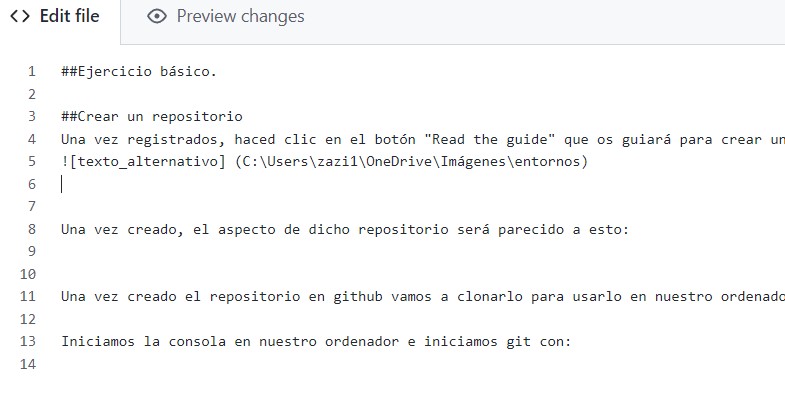 <> Edit file
Preview changes
1 ##Ejercicio básico.
2
3 ##Crear un repositorio
4 Una vez registrados, haced clic en el botón "Read the guide" que os guiará para crear un
5 ![texto_alternativo] (C:\Users\zazi1\OneDrive\Imágenes\entornos)
6
7
8 Una vez creado, el aspecto de dicho repositorio será parecido a esto:
9
10
11 Una vez creado el repositorio en github vamos a clonarlo para usarlo en nuestro ordenado
12
13 Iniciamos la consola en nuestro ordenador e iniciamos git con:
14